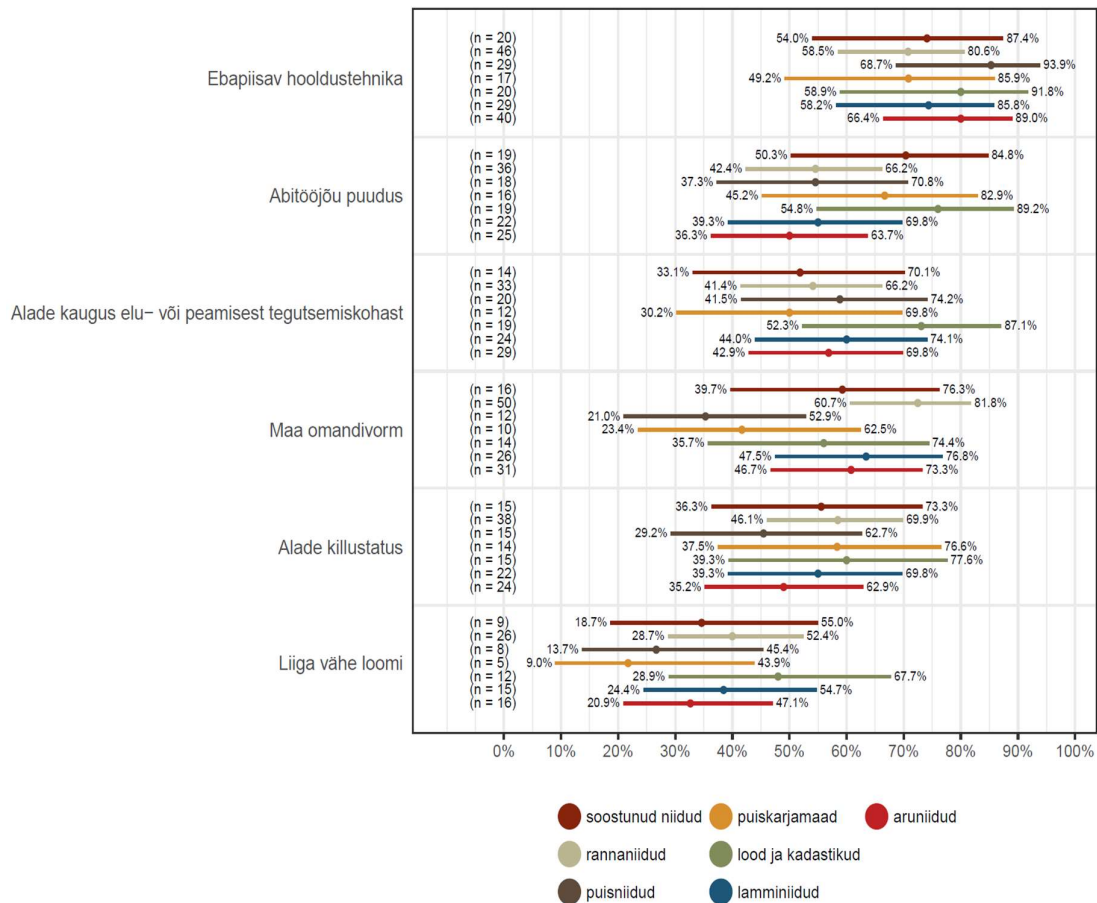 Ebapiisav hooldustehnika
(n = 20) 54.0% 87.4%
(n = 46) 58.5% 80.6%
(n = 29) 68.7% 93.9%
(n = 17) 49.2% 85.9%
(n = 20) 58.9% 91.8%
(n = 29) 58.2% 85.8%
(n = 40) 66.4% 89.0%
Abitööjõu puudus
(n = 19) 50.3% 84.8%
(n = 36) 42.4% 66.2%
(n = 18) 37.3% 70.8%
(n = 16) 45.2% 82.9%
(n = 19) 54.8% 89.2%
(n = 22) 39.3% 69.8%
(n = 25) 36.3% 63.7%
Alade kaugus elu− või peamisest tegutsemiskohast
(n = 14) 33.1% 70.1%
(n = 33) 41.4% 66.2%
(n = 20) 41.5% 74.2%
(n = 12) 30.2% 69.8%
(n = 19) 52.3% 87.1%
(n = 24) 44.0% 74.1%
(n = 29) 42.9% 69.8%
Maa omandivorm
(n = 16) 39.7% 76.3%
(n = 50) 60.7% 81.8%
(n = 12) 21.0% 52.9%
(n = 10) 23.4% 62.5%
(n = 14) 35.7% 74.4%
(n = 26) 47.5% 76.8%
(n = 31) 46.7% 73.3%
Alade killustatus
(n = 15) 36.3% 73.3%
(n = 38) 46.1% 69.9%
(n = 15) 29.2% 62.7%
(n = 14) 37.5% 76.6%
(n = 15) 39.3% 77.6%
(n = 22) 39.3% 69.8%
(n = 24) 35.2% 62.9%
Liiga vähe loomi
(n = 9) 18.7% 55.0%
(n = 26) 28.7% 52.4%
(n = 8) 13.7% 45.4%
(n = 5) 9.0% 43.9%
(n = 12) 28.9% 67.7%
(n = 15) 24.4% 54.7%
(n = 16) 20.9% 47.1%
0% 10% 20% 30% 40% 50% 60% 70% 80% 90% 100%
soostunud niidud puiskarjamaad aruniidud
rannaniidud lood ja kadastikud
puisniidud lamminiidud